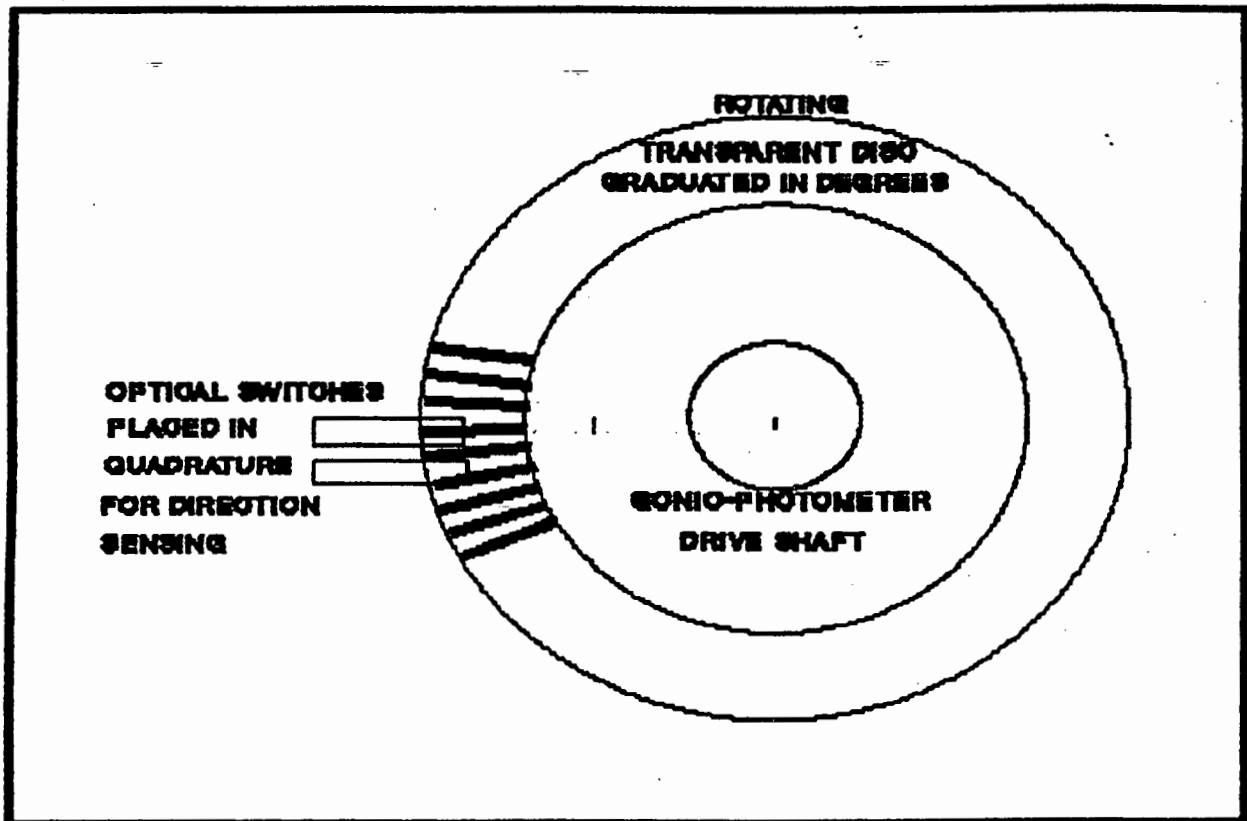 ROTATING
TRANSPARENT DISC
GRADUATED IN DEGREES
OPTICAL SWITCHES
PLACED IN
QUADRATURE
FOR DIRECTION
SENSING
GONIO-PHOTOMETER
DRIVE SHAFT